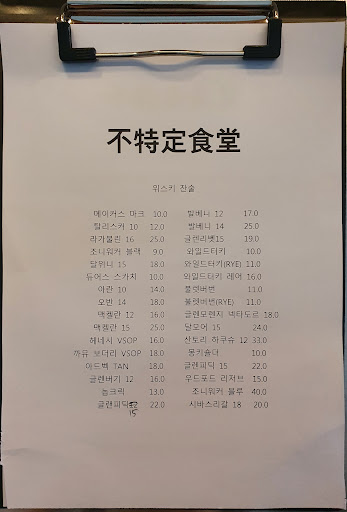 不特定食堂
위스키 잔술
메이커스 마크 10.0 발베니 12 17.0
탈리스커 10 12.0 발베니 14 25.0
라가불린 16 25.0 글렌리벳15 19.0
조니워커 블랙 9.0 와일드터키 10.0
달위니 15 18.0 와일드터키(RYE) 11.0
듀어스 스카치 10.0 와일드터키 레어 16.0
아란 10 14.0 불렛버번 11.0
오반 14 18.0 불렛버번(RYE) 11.0
맥켈란 12 16.0 글렌모렌지 넥타도르 18.0
맥켈란 15 25.0 달모어 15 24.0
헤네시 VSOP 16.0 산토리 하쿠슈 12 33.0
까뮤 보더리 VSOP 18.0 몽키숄더 10.0
아드벡 TAN 18.0 글렌피딕 15 22.0
글렌버기 12 16.0 우드포드 리저브 15.0
놉크릭 13.0 조니워커 블루 40.0
글렌피딕 15 22.0 시바스리갈 18 20.0